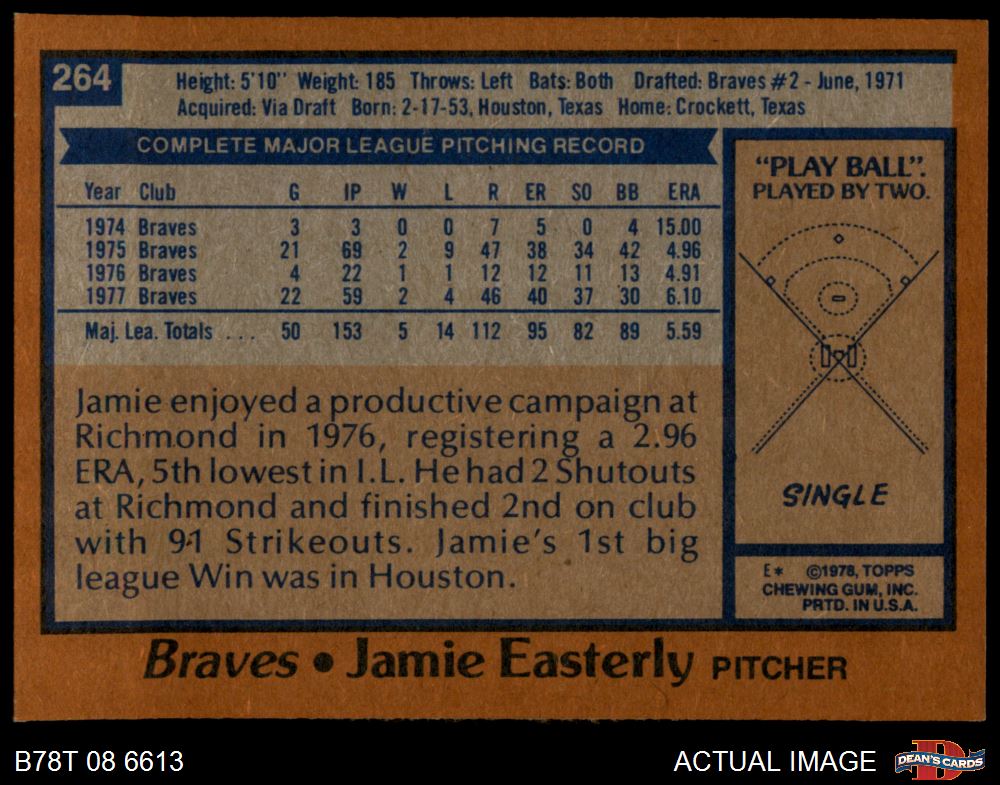 264
Height: 5'10" Weight: 185 Throws: Left Bats: Both Drafted: Braves #2 - June, 1971
Acquired: Via Draft Born: 2-17-53, Houston, Texas Home: Crockett, Texas
COMPLETE MAJOR LEAGUE PITCHING RECORD
Year Club G IP W L R ER SO BB ERA
1974 Braves 3 3 0 0 7 5 0 4 15.00
1975 Braves 21 69 2 9 47 38 34 42 4.96
1976 Braves 4 22 1 1 12 12 11 13 4.91
1977 Braves 22 59 2 4 46 40 37 30 6.10
Maj. Lea. Totals ... 50 153 5 14 112 95 82 89 5.59
Jamie enjoyed a productive campaign at
Richmond in 1976, registering a 2.96
ERA, 5th lowest in I.L. He had 2 Shutouts
at Richmond and finished 2nd on club
with 91 Strikeouts. Jamie's 1st big
league Win was in Houston.
"PLAY BALL".
PLAYED BY TWO.
SINGLE
E* ©1978, TOPPS
CHEWING GUM, INC.
PRTD. IN U.S.A.
Braves • Jamie Easterly PITCHER
B78T 08 6613
ACTUAL IMAGE
D
DEAN'S CARDS